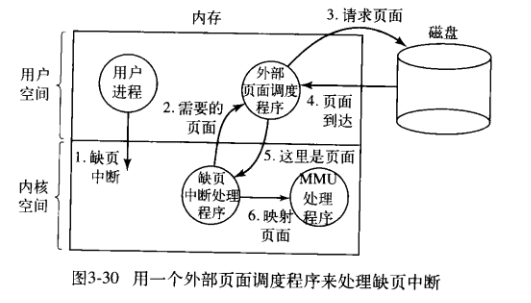 内存
3. 请求页面
磁盘
用户
空间
用户
进程
外部
页面调度
程序
2. 需要的
页面
4. 页面
到达
1. 缺页
中断
5. 这里是页面
内核
空间
缺页
中断处理
程序
MMU
处理
程序
6. 映射
页面
图3-30 用一个外部页面调度程序来处理缺页中断